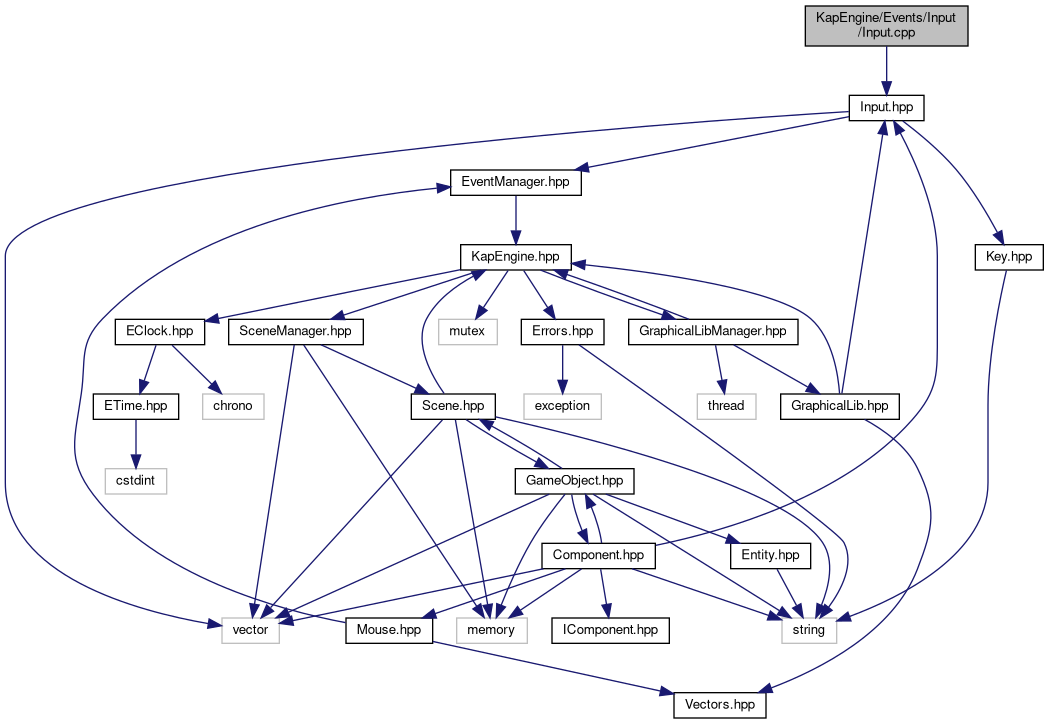 KapEngine/Events/Input
/Input.cpp
Input.hpp
EventManager.hpp
KapEngine.hpp
Key.hpp
EClock.hpp
SceneManager.hpp
mutex
Errors.hpp
GraphicalLibManager.hpp
ETime.hpp
chrono
Scene.hpp
exception
thread
GraphicalLib.hpp
cstdint
GameObject.hpp
Component.hpp
Entity.hpp
vector
Mouse.hpp
memory
IComponent.hpp
string
Vectors.hpp